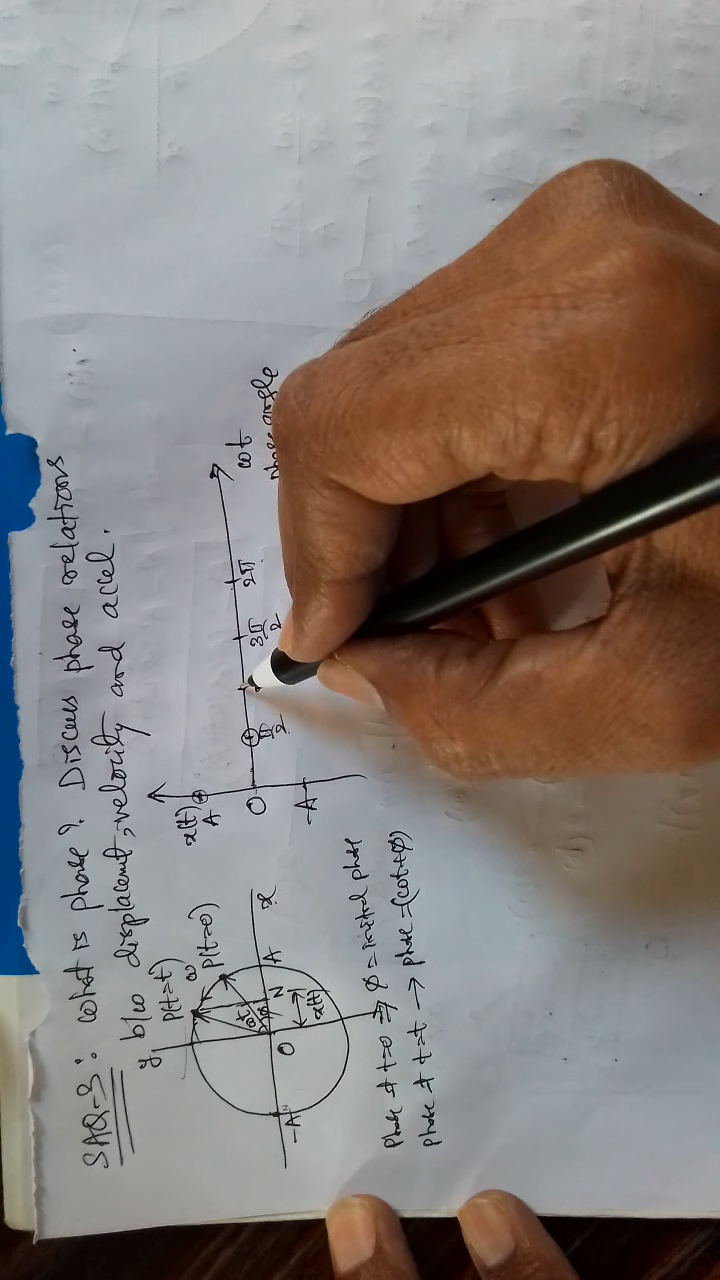 SAQ-3: What is phase? Discuss phase relations
b/w displacement, velocity and accel.
y
P(t=t)
ω
P(t=0)
ωt
φ
-A
O
N
A
x
x(t)
x(t)
A
O
-A
π/2
3π/2
2π
ωt
phase angle
Phase at t=0 ⇒ φ = initial phase
phase at t=t → phase = (ωt+φ)